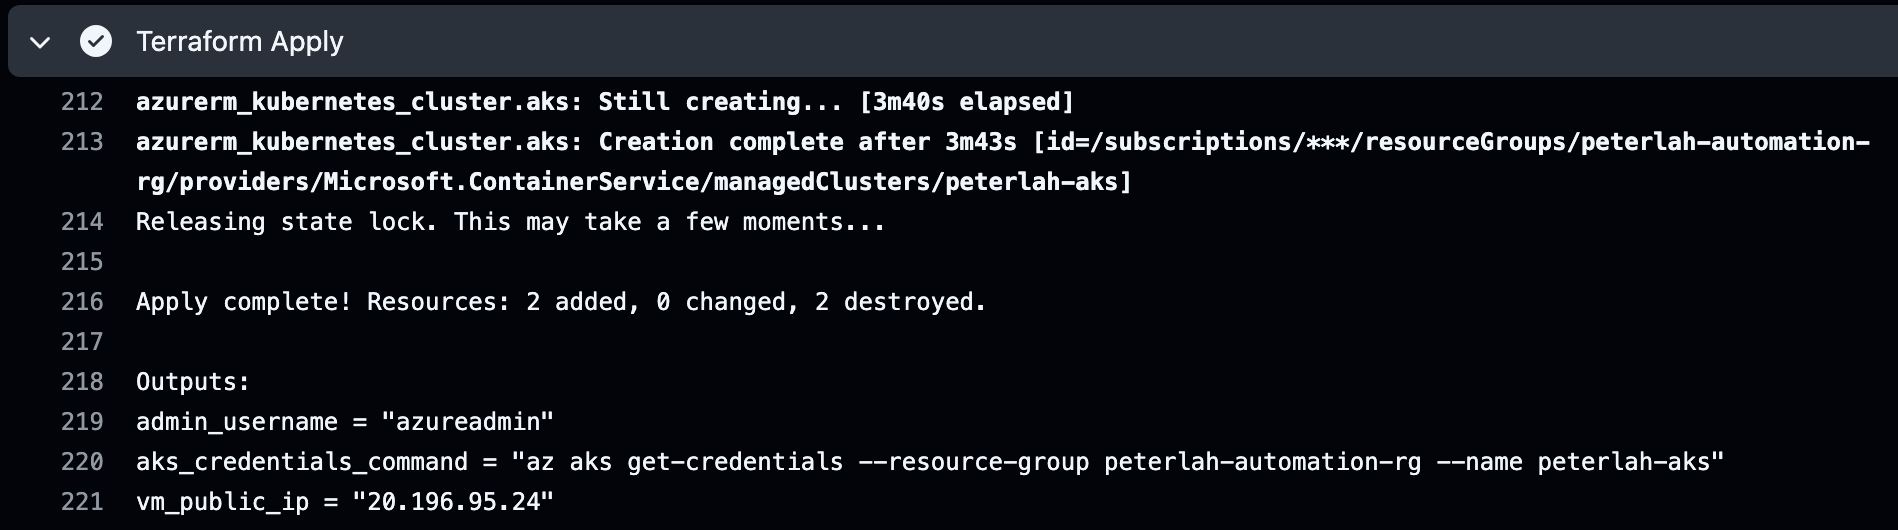 Terraform Apply
212 azurerm_kubernetes_cluster.aks: Still creating... [3m40s elapsed]
213 azurerm_kubernetes_cluster.aks: Creation complete after 3m43s [id=/subscriptions/***/resourceGroups/peterlah-automation-
rg/providers/Microsoft.ContainerService/managedClusters/peterlah-aks]
214 Releasing state lock. This may take a few moments...
215
216 Apply complete! Resources: 2 added, 0 changed, 2 destroyed.
217
218 Outputs:
219 admin_username = "azureadmin"
220 aks_credentials_command = "az aks get-credentials --resource-group peterlah-automation-rg --name peterlah-aks"
221 vm_public_ip = "20.196.95.24"